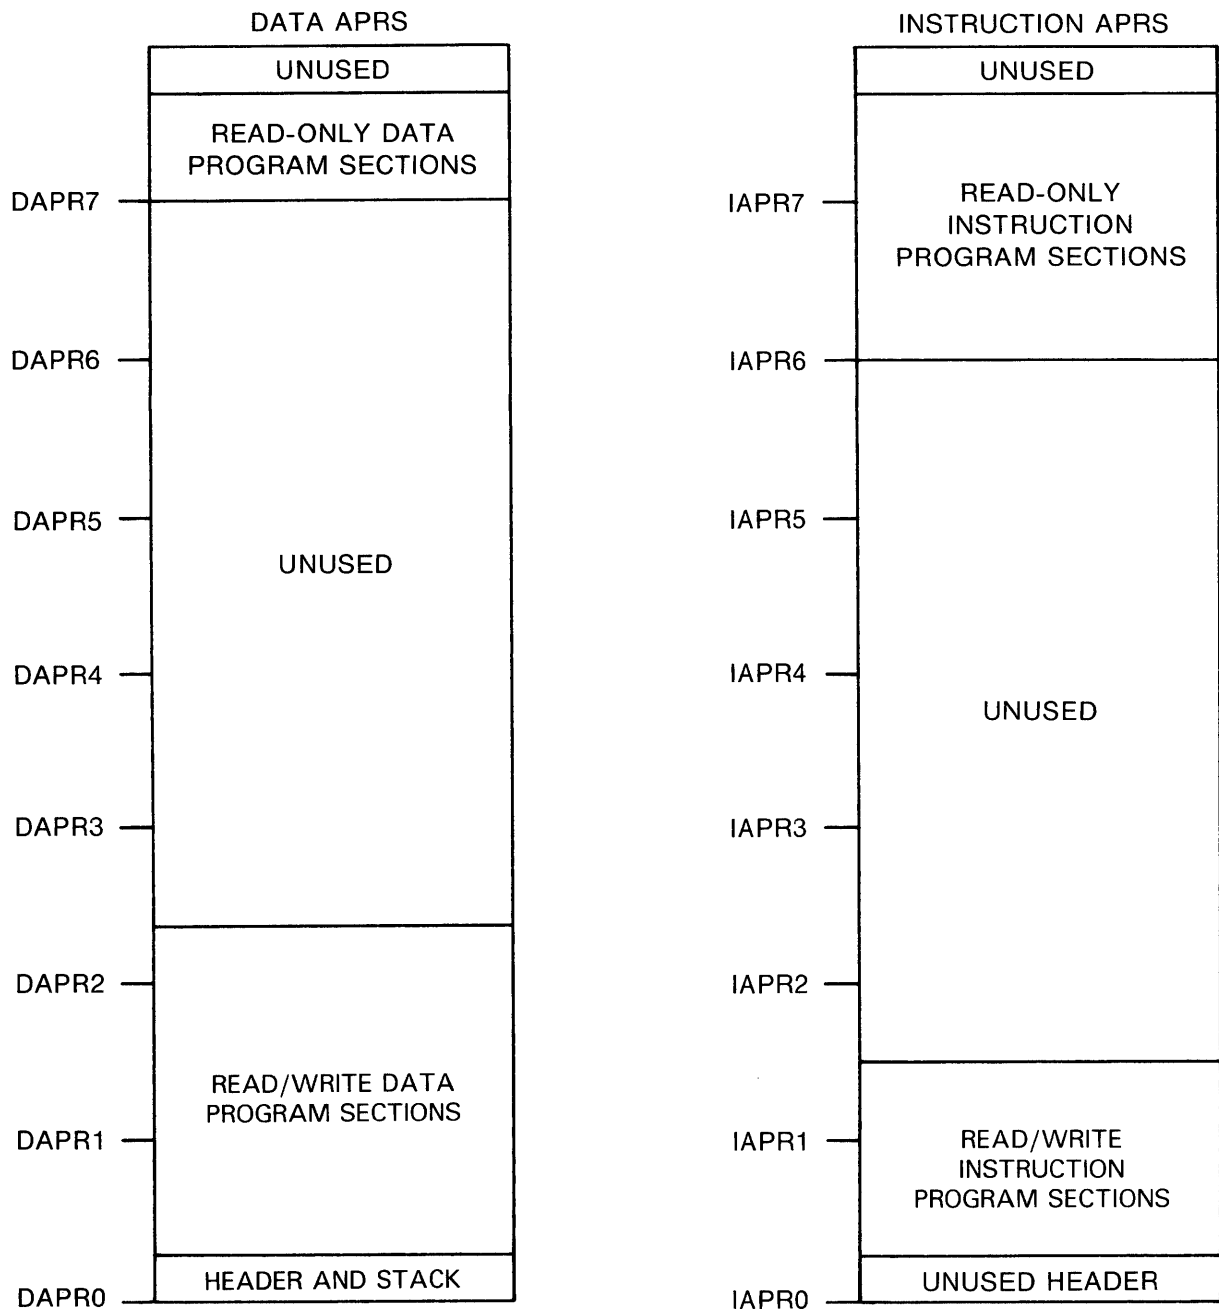 DATA APRS
UNUSED
READ-ONLY DATA
PROGRAM SECTIONS
DAPR7
DAPR6
DAPR5
UNUSED
DAPR4
DAPR3
DAPR2
READ/WRITE DATA
PROGRAM SECTIONS
DAPR1
HEADER AND STACK
DAPR0
INSTRUCTION APRS
UNUSED
READ-ONLY
INSTRUCTION
PROGRAM SECTIONS
IAPR7
IAPR6
IAPR5
IAPR4
UNUSED
IAPR3
IAPR2
IAPR1
READ/WRITE
INSTRUCTION
PROGRAM SECTIONS
UNUSED HEADER
IAPR0